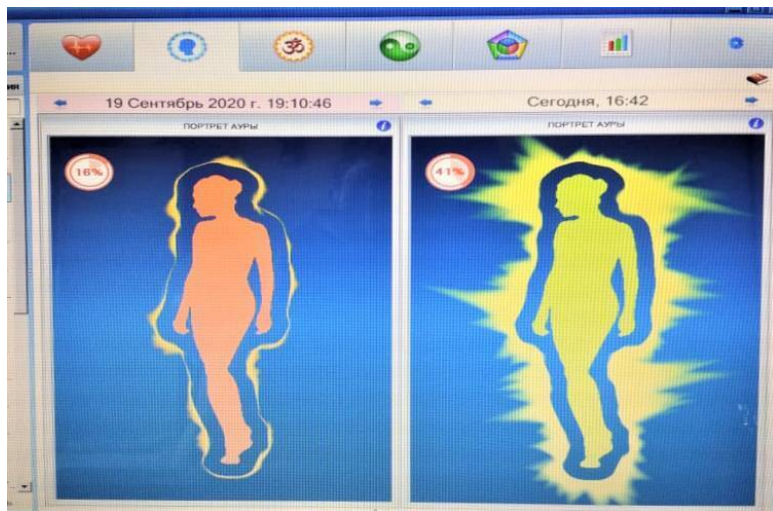 19 Сентябрь 2020 г. 19:10:46
Сегодня, 16:42
ПОРТРЕТ АУРЫ
ПОРТРЕТ АУРЫ
16%
41%